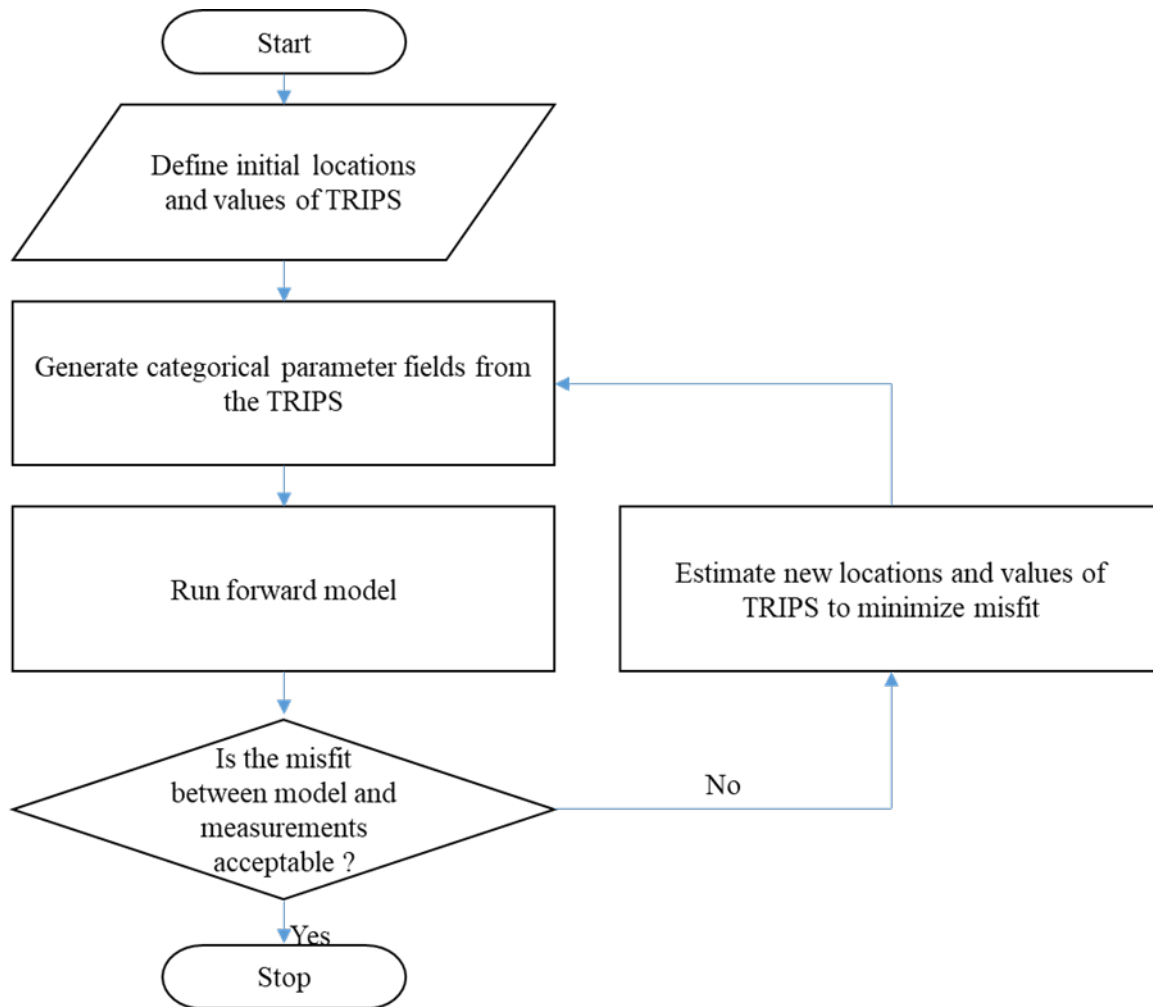 Start
Define initial locations
and values of TRIPS
Generate categorical parameter fields from
the TRIPS
Run forward model
Estimate new locations and values of
TRIPS to minimize misfit
Is the misfit
between model and
measurements
acceptable ?
No
Yes
Stop